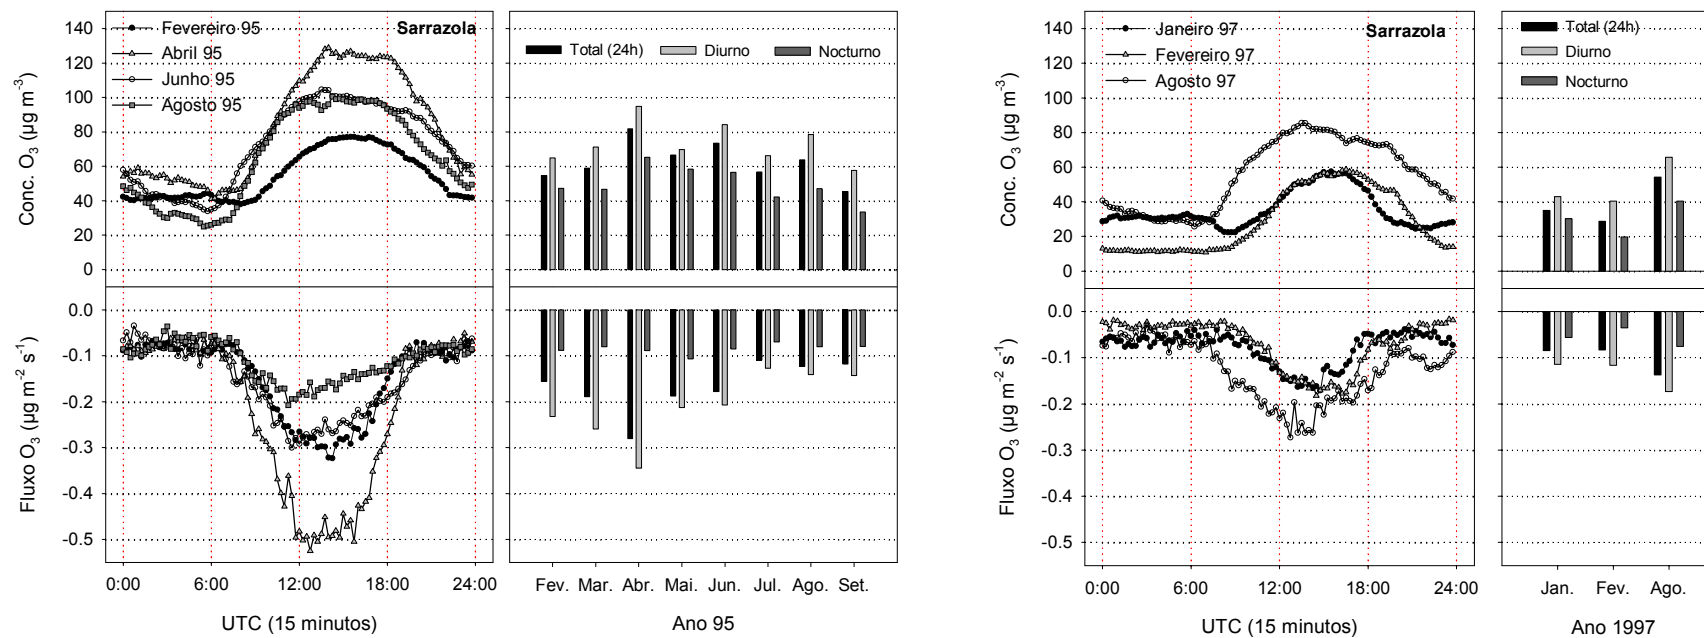 Sarrazola
Fevereiro 95
Abril 95
Junho 95
Agosto 95
Conc. O3 (µg m-3)
140
120
100
80
60
40
20
0
Fluxo O3 (µg m-2 s-1)
0.0
-0.1
-0.2
-0.3
-0.4
-0.5
0:00 6:00 12:00 18:00 24:00
UTC (15 minutos)
Total (24h) Diurno Nocturno
Fev. Mar. Abr. Mai. Jun. Jul. Ago. Set.
Ano 95
Sarrazola
Janeiro 97
Fevereiro 97
Agosto 97
Conc. O3 (µg m-3)
140
120
100
80
60
40
20
0
Fluxo O3 (µg m-2 s-1)
0.0
-0.1
-0.2
-0.3
-0.4
-0.5
0:00 6:00 12:00 18:00 24:00
UTC (15 minutos)
Total (24h)
Diurno
Nocturno
Jan. Fev. Ago.
Ano 1997